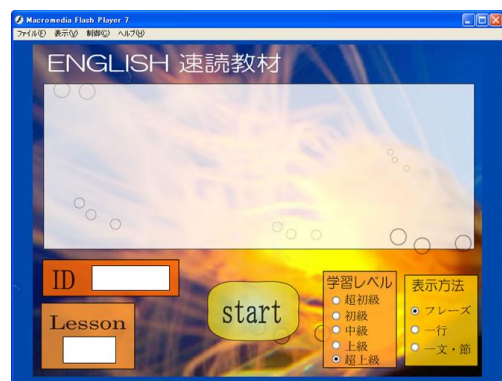 Macromedia Flash Player 7
ファイル(F) 表示(V) 制御(C) ヘルプ(H)
ENGLISH 速読教材
ID
Lesson
start
学習レベル
超初級
初級
中級
上級
超上級
表示方法
フレーズ
一行
一文・節